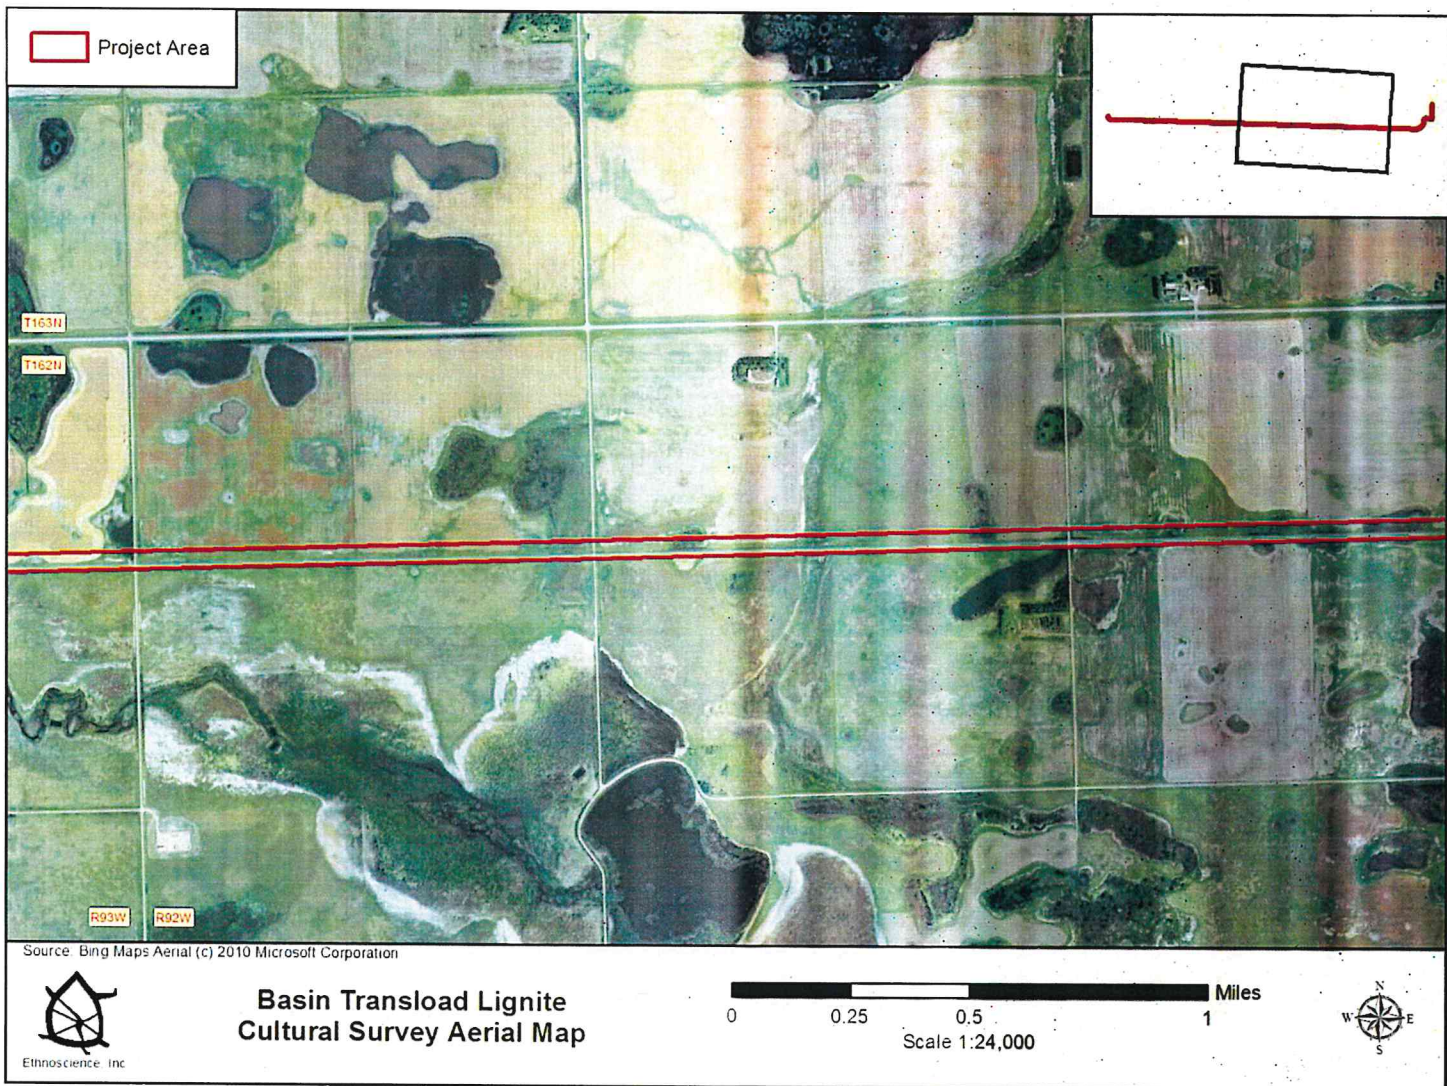 Project Area
T163N
T162N
R93W
R92W
Source: Bing Maps Aerial (c) 2010 Microsoft Corporation
Ethnoscience, Inc
Basin Transload Lignite
Cultural Survey Aerial Map
Miles
0 0.25 0.5 1
Scale 1:24,000
N
W E
S